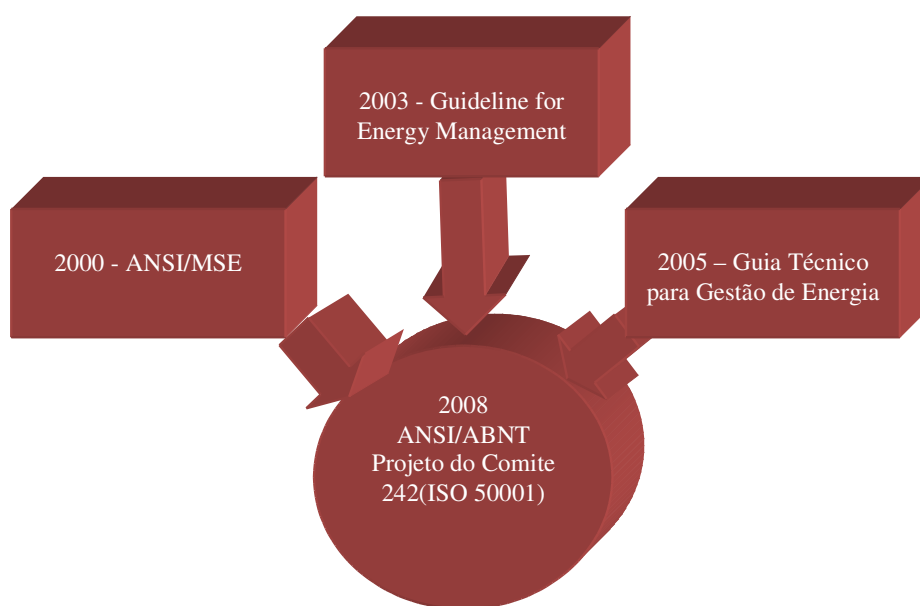 2003 - Guideline for
Energy Management
2000 - ANSI/MSE
2005 – Guia Técnico
para Gestão de Energia
2008
ANSI/ABNT
Projeto do Comite
242(ISO 50001)